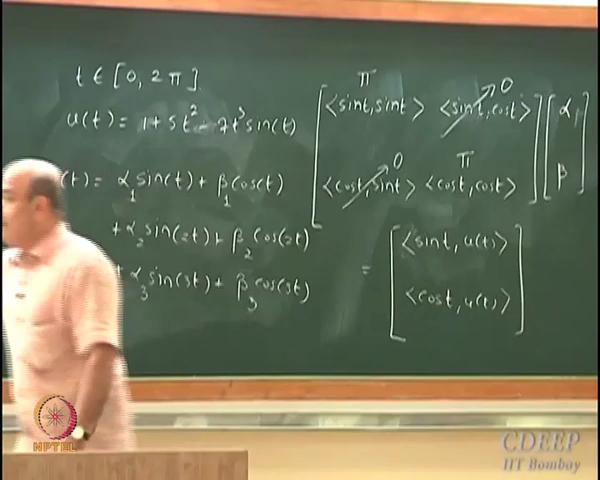 t ∈ [0, 2π]
u(t) = 1 + 5t² - 7t³ sin(t)
(t) = α₁ sin(t) + β₁ cos(t)
+ α₂ sin(2t) + β₂ cos(2t)
+ α₃ sin(3t) + β₃ cos(3t)
π 0
[⟨sint, sint⟩ ⟨sint, cost⟩] [α₁]
0 π
[⟨cost, sint⟩ ⟨cost, cost⟩] [β]
= [⟨sint, u(t)⟩]
[⟨cost, u(t)⟩]
NPTEL
CDEEP
IIT Bombay